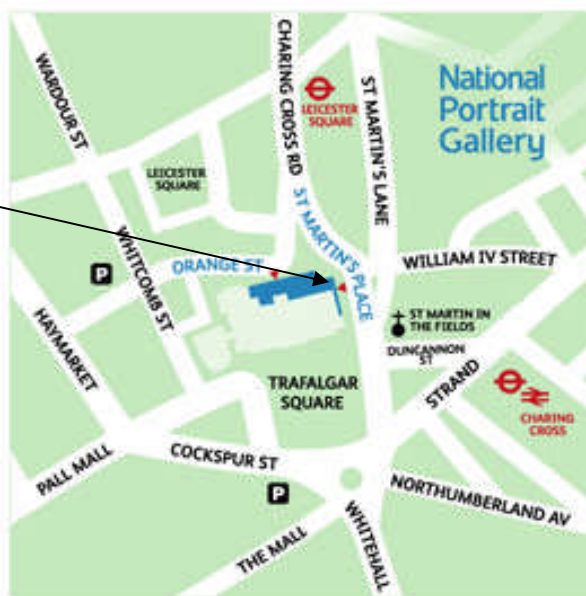 National
Portrait
Gallery
WARDOUR ST
CHARING CROSS RD
LEICESTER
SQUARE
ST MARTIN'S LANE
LEICESTER
SQUARE
WHITCOMB ST
ORANGE ST
ST MARTIN'S PLACE
WILLIAM IV STREET
P
HAYMARKET
ST MARTIN IN
THE FIELDS
DUNCANNON
ST
TRAFALGAR
SQUARE
STRAND
CHARING
CROSS
PALL MALL
COCKSPUR ST
P
NORTHUMBERLAND AV
THE MALL
WHITEHALL